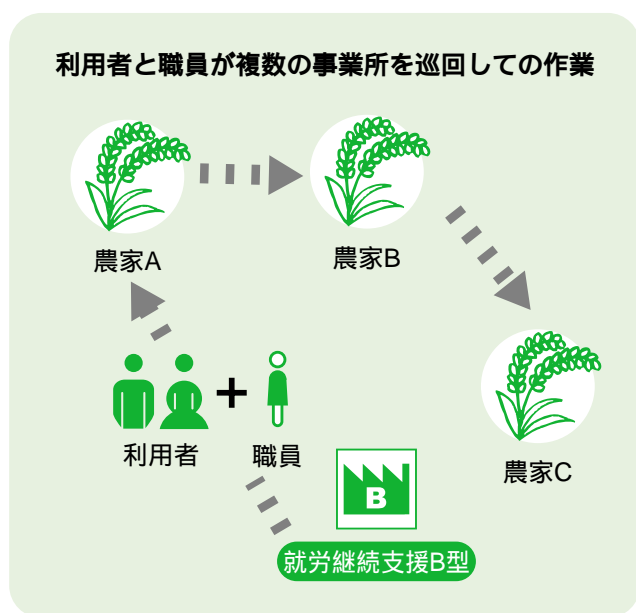 利用者と職員が複数の事業所を巡回しての作業
農家A
農家B
農家C
利用者
職員
B
就労継続支援B型